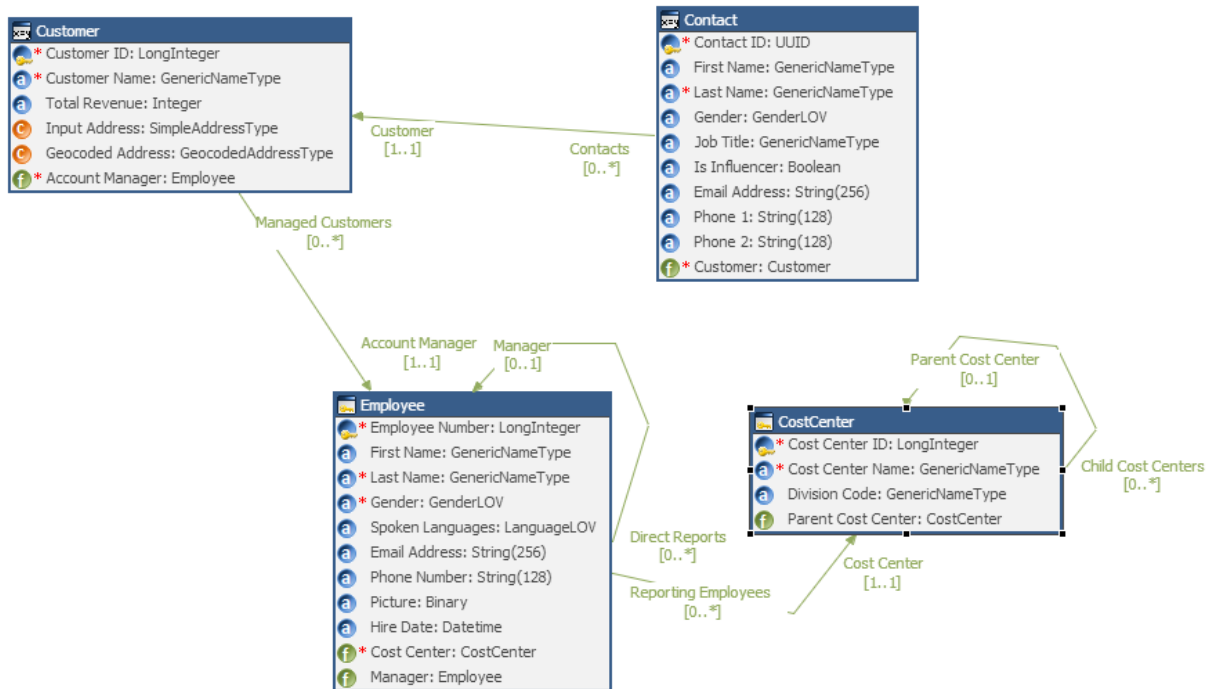 Customer
* Customer ID: LongInteger
* Customer Name: GenericNameType
Total Revenue: Integer
Input Address: SimpleAddressType
Geocoded Address: GeocodedAddressType
* Account Manager: Employee
Contact
* Contact ID: UUID
First Name: GenericNameType
* Last Name: GenericNameType
Gender: GenderLOV
Job Title: GenericNameType
Is Influencer: Boolean
Email Address: String(256)
Phone 1: String(128)
Phone 2: String(128)
* Customer: Customer
Customer
[1..1]
Contacts
[0..*]
Managed Customers
[0..*]
Account Manager
[1..1]
Manager
[0..1]
Employee
* Employee Number: LongInteger
First Name: GenericNameType
* Last Name: GenericNameType
* Gender: GenderLOV
Spoken Languages: LanguageLOV
Email Address: String(256)
Phone Number: String(128)
Picture: Binary
Hire Date: Datetime
* Cost Center: CostCenter
Manager: Employee
Direct Reports
[0..*]
Reporting Employees
[0..*]
Parent Cost Center
[0..1]
CostCenter
* Cost Center ID: LongInteger
* Cost Center Name: GenericNameType
Division Code: GenericNameType
Parent Cost Center: CostCenter
Child Cost Centers
[0..*]
Cost Center
[1..1]